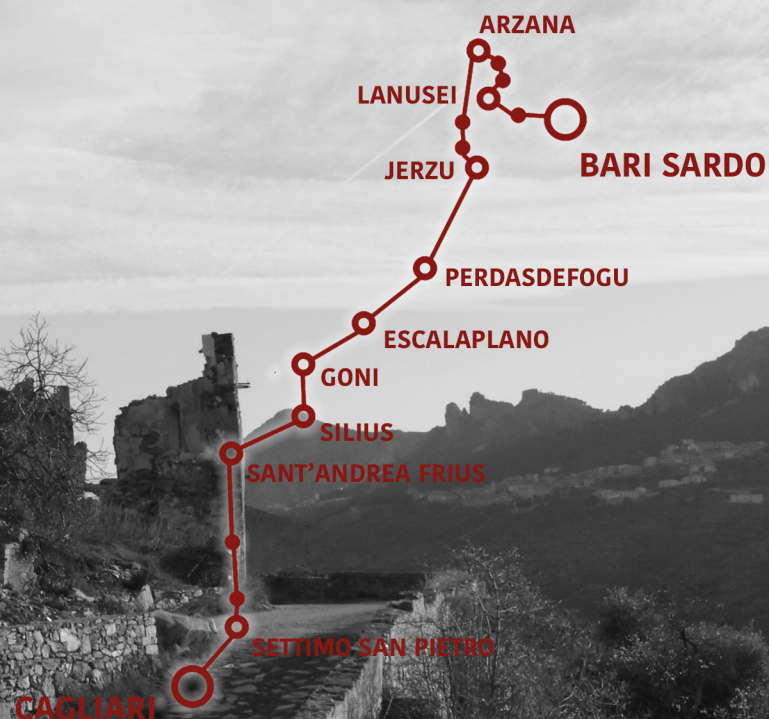 ARZANA
LANUSEI
BARI SARDO
JERZU
PERDASDEFOGU
ESCALAPLANO
GONI
SILIUS
SANT'ANDREA FRIUS
SETTIMO SAN PIETRO
CAGLIARI